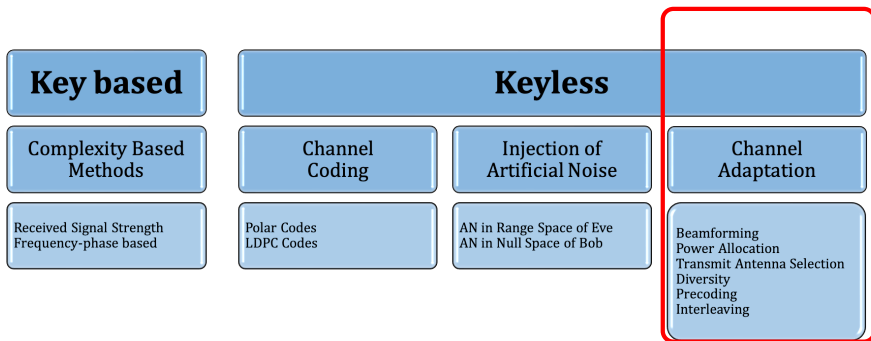 Key based
Keyless
Complexity Based
Methods
Channel
Coding
Injection of
Artificial Noise
Channel
Adaptation
Received Signal Strength
Frequency-phase based
Polar Codes
LDPC Codes
AN in Range Space of Eve
AN in Null Space of Bob
Beamforming
Power Allocation
Transmit Antenna Selection
Diversity
Precoding
Interleaving